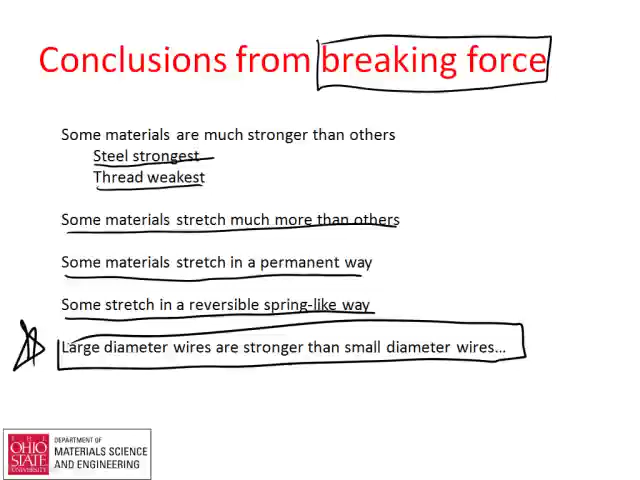 Conclusions from breaking force
Some materials are much stronger than others
Steel strongest
Thread weakest
Some materials stretch much more than others
Some materials stretch in a permanent way
Some stretch in a reversible spring-like way
Large diameter wires are stronger than small diameter wires...
THE
OHIO
STATE
UNIVERSITY
DEPARTMENT OF
MATERIALS SCIENCE
AND ENGINEERING